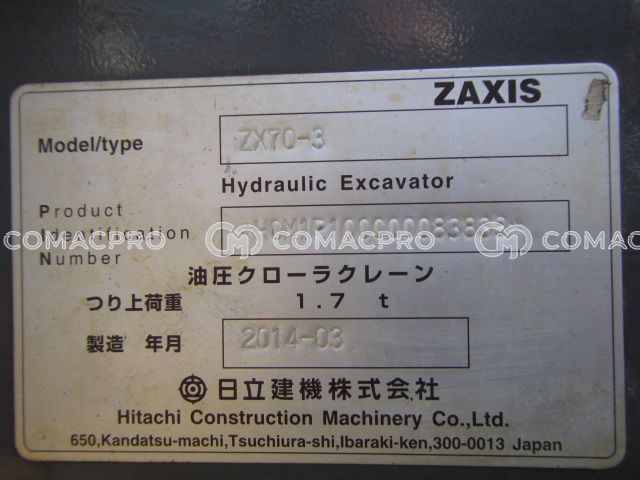 ZAXIS
Model/type ZX70-3
Hydraulic Excavator
Product
Identification
Number
COMACPRO COMACPRO COMACPRO
油圧クローラクレーン
つり上荷重 1.7 t
製造 年月 2014-03
日立建機株式会社
Hitachi Construction Machinery Co.,Ltd.
650,Kandatsu-machi,Tsuchiura-shi,Ibaraki-ken,300-0013 Japan